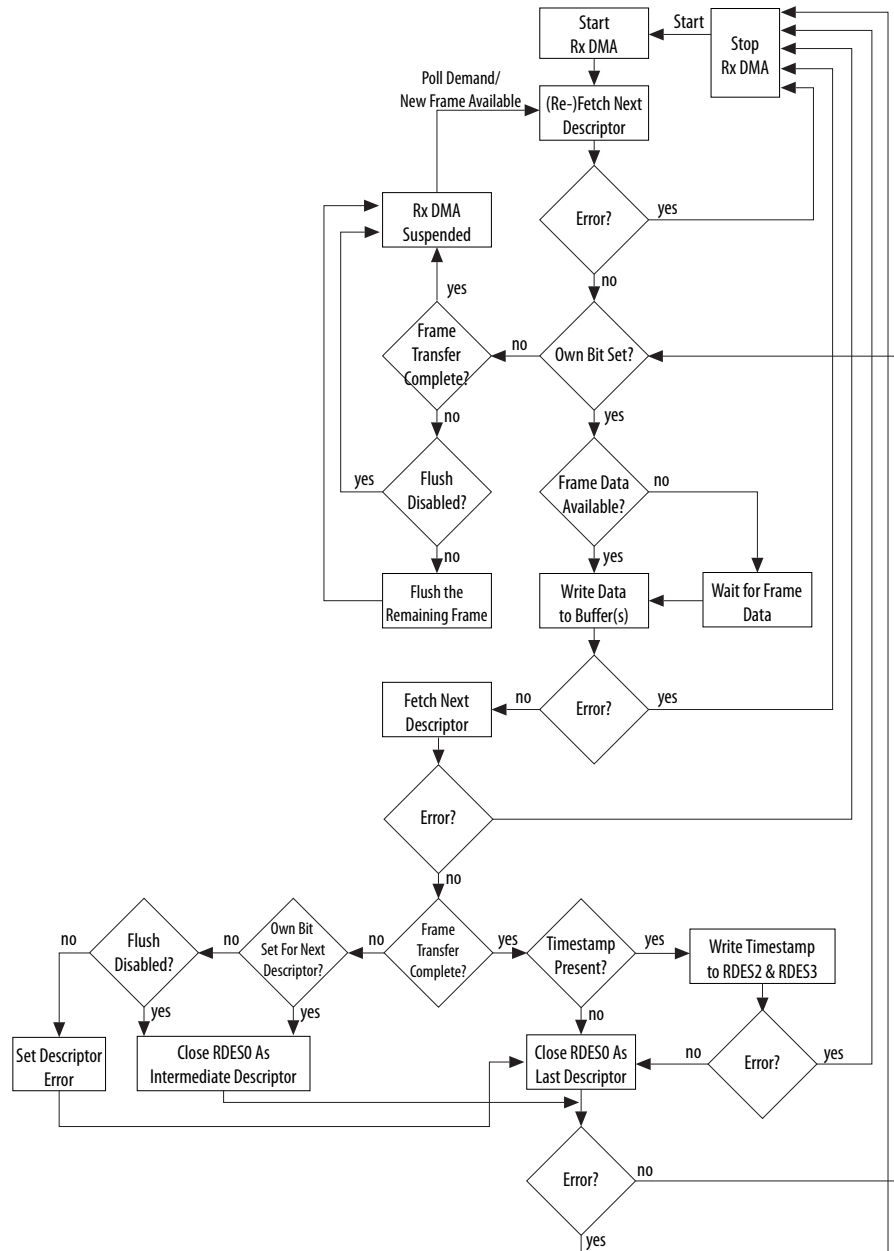 Start
Rx DMA
Start
Stop
Rx DMA
Poll Demand/
New Frame Available
(Re-)Fetch Next
Descriptor
Rx DMA
Suspended
Error?
yes
no
yes
Frame
Transfer
Complete?
no
Own Bit Set?
no
yes
yes
Flush
Disabled?
Frame Data
Available?
no
no
yes
Flush the
Remaining Frame
Write Data
to Buffer(s)
Wait for Frame
Data
Fetch Next
Descriptor
no
Error?
yes
Error?
no
no
Flush
Disabled?
no
Own Bit
Set For Next
Descriptor?
no
Frame
Transfer
Complete?
yes
Timestamp
Present?
yes
Write Timestamp
to RDES2 & RDES3
yes
yes
no
Set Descriptor
Error
Close RDES0 As
Intermediate Descriptor
Close RDES0 As
Last Descriptor
no
Error?
yes
Error?
no
yes